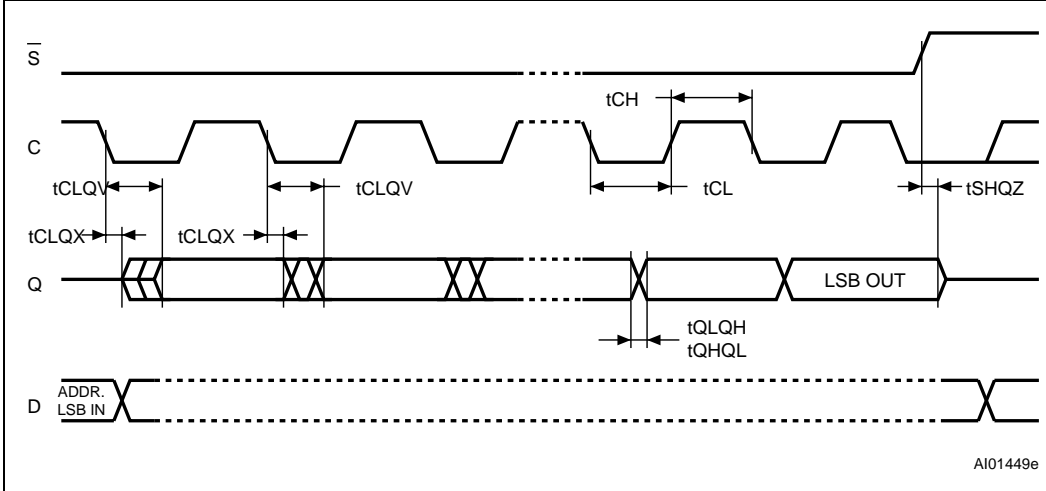 S̅
tCH
C
tCLQV
tCLQV
tCL
tSHQZ
tCLQX
tCLQX
Q
LSB OUT
tQLQH
tQHQL
D
ADDR.
LSB IN
AI01449e